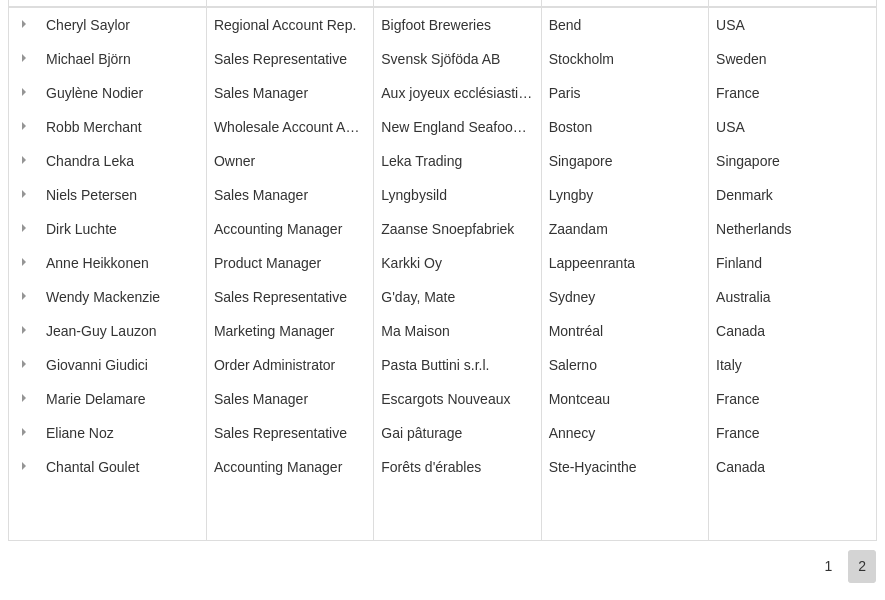 Cheryl Saylor Regional Account Rep. Bigfoot Breweries Bend USA
Michael Björn Sales Representative Svensk Sjöföda AB Stockholm Sweden
Guylène Nodier Sales Manager Aux joyeux ecclésiasti… Paris France
Robb Merchant Wholesale Account A… New England Seafoo… Boston USA
Chandra Leka Owner Leka Trading Singapore Singapore
Niels Petersen Sales Manager Lyngbysild Lyngby Denmark
Dirk Luchte Accounting Manager Zaanse Snoepfabriek Zaandam Netherlands
Anne Heikkonen Product Manager Karkki Oy Lappeenranta Finland
Wendy Mackenzie Sales Representative G'day, Mate Sydney Australia
Jean-Guy Lauzon Marketing Manager Ma Maison Montréal Canada
Giovanni Giudici Order Administrator Pasta Buttini s.r.l. Salerno Italy
Marie Delamare Sales Manager Escargots Nouveaux Montceau France
Eliane Noz Sales Representative Gai pâturage Annecy France
Chantal Goulet Accounting Manager Forêts d'érables Ste-Hyacinthe Canada
1 2